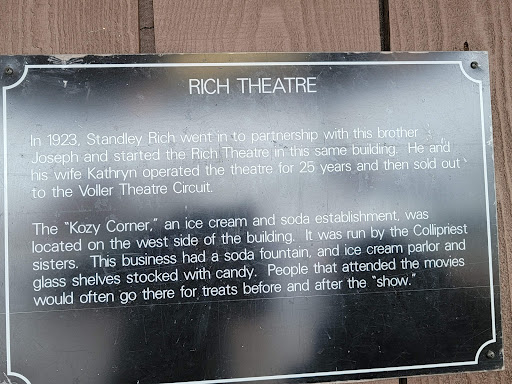 RICH THEATRE
In 1923, Standley Rich went in to partnership with this brother
Joseph and started the Rich Theatre in this same building. He and
his wife Kathryn operated the theatre for 25 years and then sold out
to the Voller Theatre Circuit.
The "Kozy Corner," an ice cream and soda establishment, was
located on the west side of the building. It was run by the Collipriest
sisters. This business had a soda fountain, and ice cream parlor and
glass shelves stocked with candy. People that attended the movies
would often go there for treats before and after the "show."